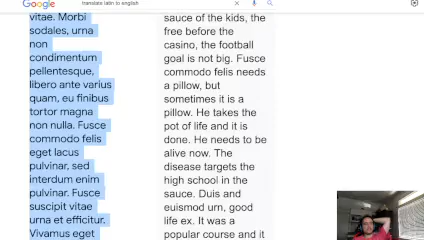 Google
translate latin to english
vitae. Morbi
sodales, urna
non
condimentum
pellentesque,
libero ante varius
quam, eu finibus
tortor magna
non nulla. Fusce
commodo felis
eget lacus
pulvinar, sed
interdum enim
pulvinar. Fusce
suscipit vitae
urna et efficitur.
Vivamus eget
sauce of the kids, the
free before the
casino, the football
goal is not big. Fusce
commodo felis needs
a pillow, but
sometimes it is a
pillow. He takes the
pot of life and it is
done. He needs to be
alive now. The
disease targets the
high school in the
sauce. Duis and
euismod urn, good
life ex. It was a
popular course and it